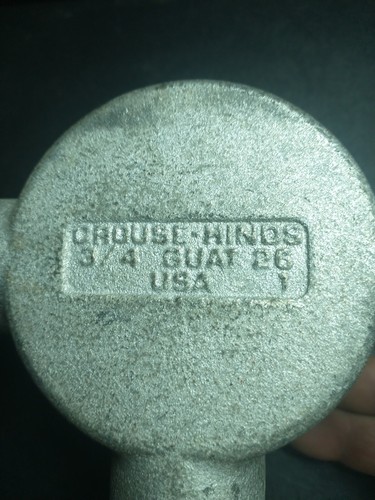 CROUSE-HINDS
3/4 GUAT 26
USA 1